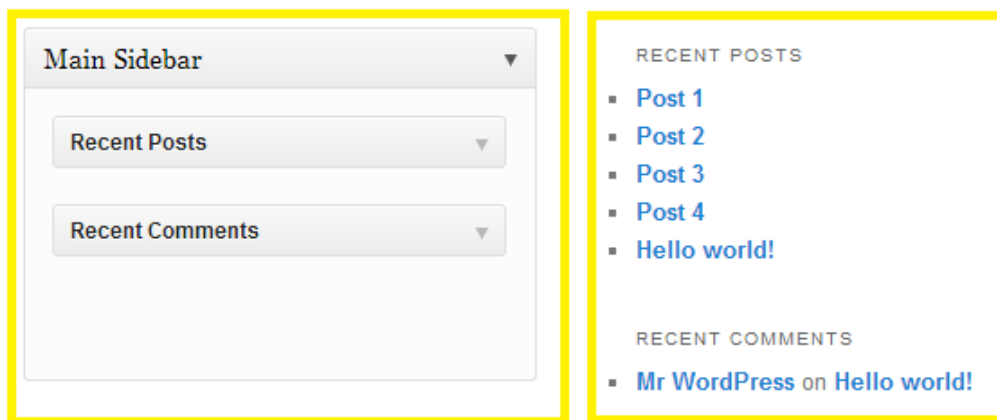 Main Sidebar
Recent Posts
Recent Comments
RECENT POSTS
Post 1
Post 2
Post 3
Post 4
Hello world!
RECENT COMMENTS
Mr WordPress on Hello world!